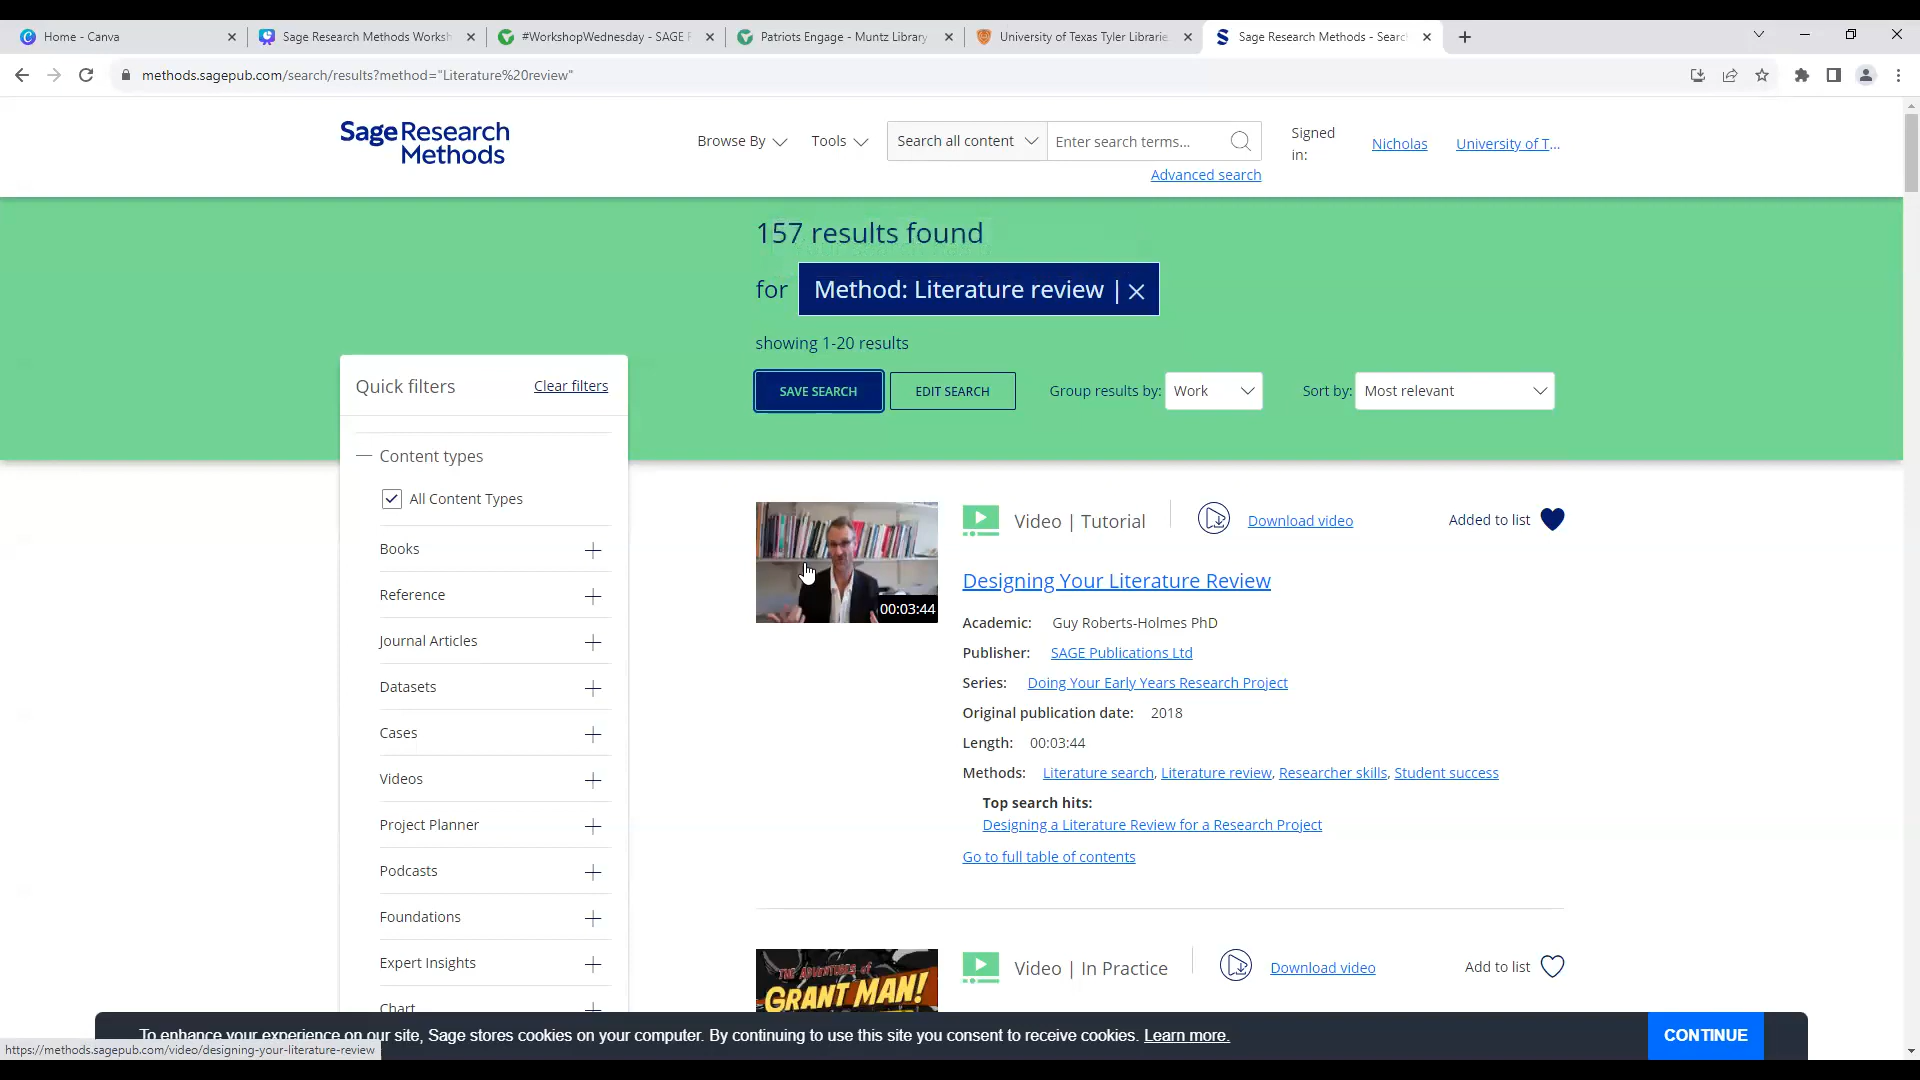 Home - Canva
Sage Research Methods Worksh
#WorkshopWednesday - SAGE R
Patriots Engage - Muntz Library
University of Texas Tyler Libraries
Sage Research Methods - Search
methods.sagepub.com/search/results?method="Literature%20review"
Sage Research
Methods
Browse By
Tools
Search all content
Enter search terms...
Signed
in:
Nicholas
University of T...
Advanced search
157 results found
for Method: Literature review |
showing 1-20 results
SAVE SEARCH
EDIT SEARCH
Group results by: Work
Sort by: Most relevant
Quick filters
Clear filters
Content types
All Content Types
Books
Reference
Journal Articles
Datasets
Cases
Videos
Project Planner
Podcasts
Foundations
Expert Insights
Chart
00:03:44
Video | Tutorial
Download video
Added to list
Designing Your Literature Review
Academic: Guy Roberts-Holmes PhD
Publisher: SAGE Publications Ltd
Series: Doing Your Early Years Research Project
Original publication date: 2018
Length: 00:03:44
Methods: Literature search, Literature review, Researcher skills, Student success
Top search hits:
Designing a Literature Review for a Research Project
Go to full table of contents
THE ADVENTURES OF
GRANT MAN!
Video | In Practice
Download video
Add to list
To enhance your experience on our site, Sage stores cookies on your computer. By continuing to use this site you consent to receive cookies. Learn more.
CONTINUE
https://methods.sagepub.com/video/designing-your-literature-review